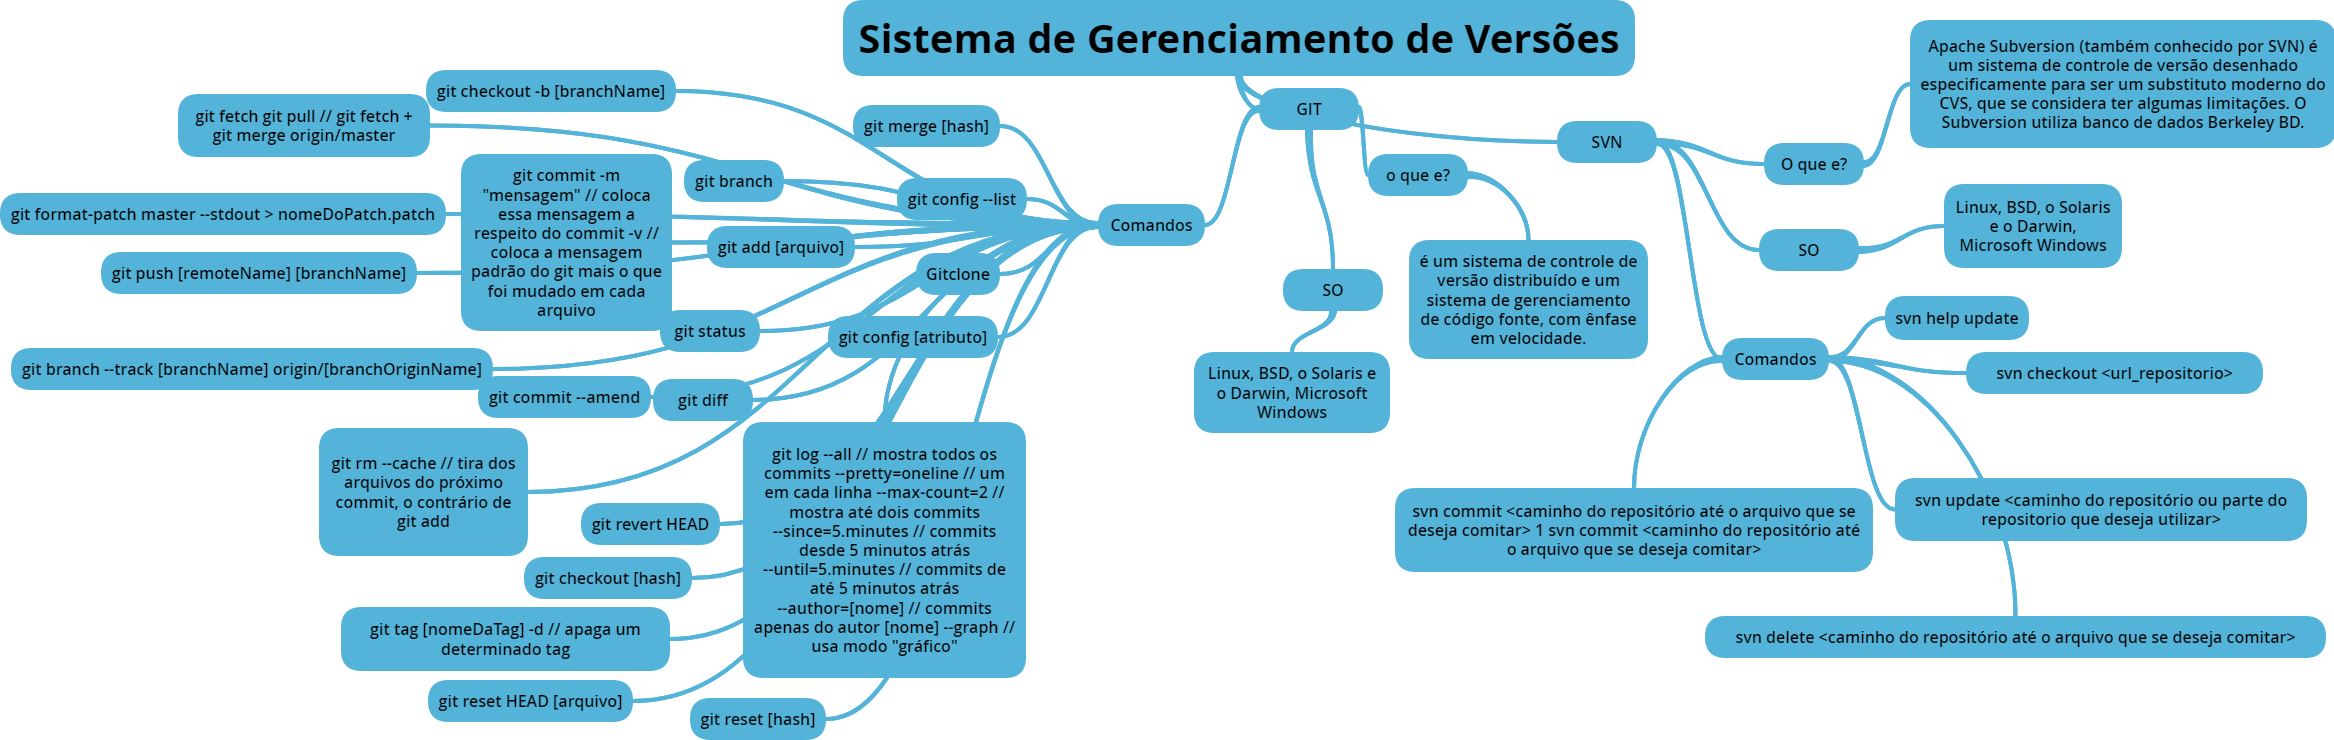 Sistema de Gerenciamento de Versões
GIT
Comandos
git merge [hash]
git checkout -b [branchName]
git fetch git pull // git fetch +
git merge origin/master
git branch
git config --list
git commit -m
"mensagem" // coloca
essa mensagem a
respeito do commit -v //
coloca a mensagem
padrão do git mais o que
foi mudado em cada
arquivo
git format-patch master --stdout > nomeDoPatch.patch
git add [arquivo]
git push [remoteName] [branchName]
Gitclone
git status
git config [atributo]
git branch --track [branchName] origin/[branchOriginName]
git commit --amend
git diff
git rm --cache // tira dos
arquivos do próximo
commit, o contrário de
git add
git log --all // mostra todos os
commits --pretty=oneline // um
em cada linha --max-count=2 //
mostra até dois commits
--since=5.minutes // commits
desde 5 minutos atrás
--until=5.minutes // commits de
até 5 minutos atrás
--author=[nome] // commits
apenas do autor [nome] --graph //
usa modo "gráfico"
git revert HEAD
git checkout [hash]
git tag [nomeDaTag] -d // apaga um
determinado tag
git reset HEAD [arquivo]
git reset [hash]
SO
Linux, BSD, o Solaris e
o Darwin, Microsoft
Windows
o que e?
é um sistema de controle de
versão distribuído e um
sistema de gerenciamento
de código fonte, com ênfase
em velocidade.
SVN
O que e?
Apache Subversion (também conhecido por SVN) é
um sistema de controle de versão desenhado
especificamente para ser um substituto moderno do
CVS, que se considera ter algumas limitações. O
Subversion utiliza banco de dados Berkeley BD.
SO
Linux, BSD, o Solaris
e o Darwin,
Microsoft Windows
Comandos
svn help update
svn checkout <url_repositorio>
svn update <caminho do repositório ou parte do
repositorio que deseja utilizar>
svn commit <caminho do repositório até o arquivo que se
deseja comitar> 1 svn commit <caminho do repositório até
o arquivo que se deseja comitar>
svn delete <caminho do repositório até o arquivo que se deseja comitar>